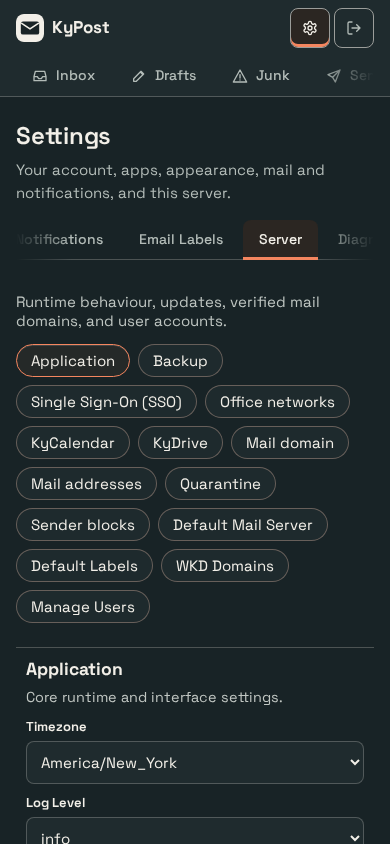 KyPost
Inbox
Drafts
Junk
Settings
Your account, apps, appearance, mail and
notifications, and this server.
Notifications
Email Labels
Server
Runtime behaviour, updates, verified mail
domains, and user accounts.
Application
Backup
Single Sign-On (SSO)
Office networks
KyCalendar
KyDrive
Mail domain
Mail addresses
Quarantine
Sender blocks
Default Mail Server
Default Labels
WKD Domains
Manage Users
Application
Core runtime and interface settings.
Timezone
America/New_York
Log Level
info